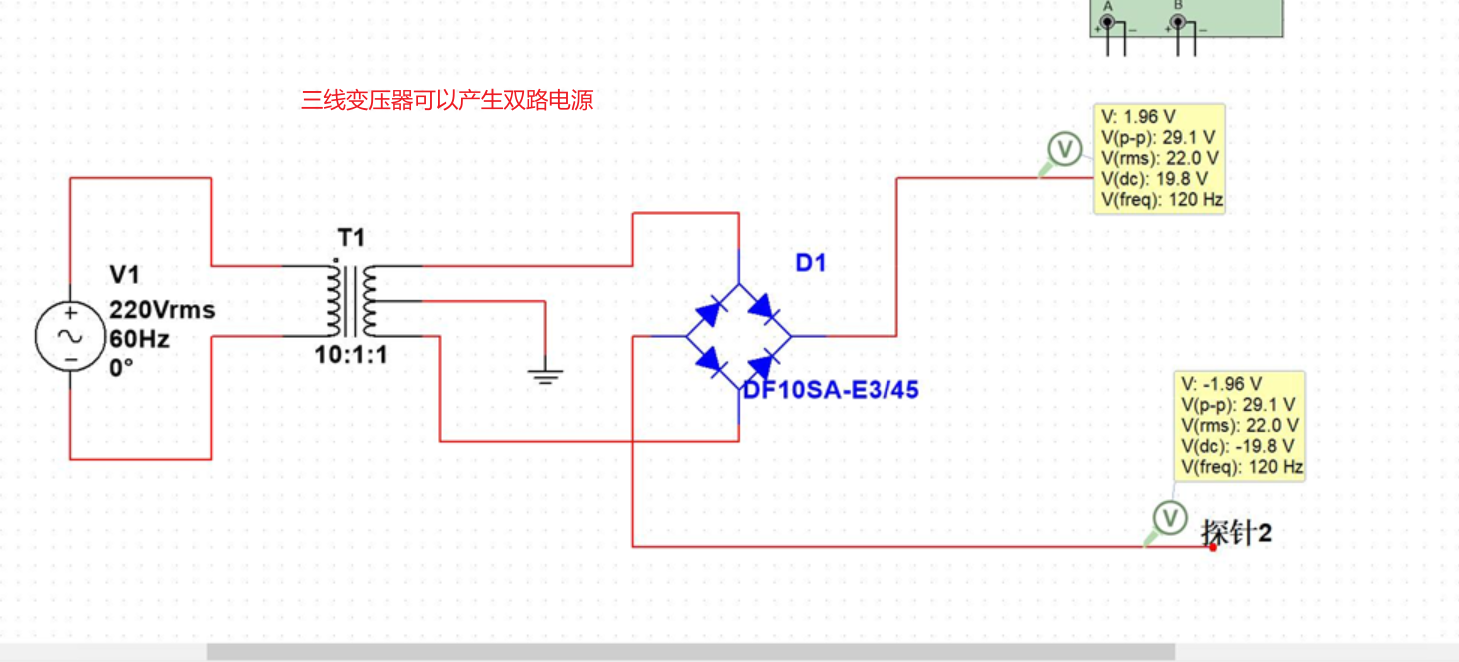 A B
+ − + −
三线变压器可以产生双路电源
V: 1.96 V
V(p-p): 29.1 V
V(rms): 22.0 V
V(dc): 19.8 V
V(freq): 120 Hz
V
T1
D1
V1
220Vrms
60Hz
0°
10:1:1
DF10SA-E3/45
V: -1.96 V
V(p-p): 29.1 V
V(rms): 22.0 V
V(dc): -19.8 V
V(freq): 120 Hz
V
探针2